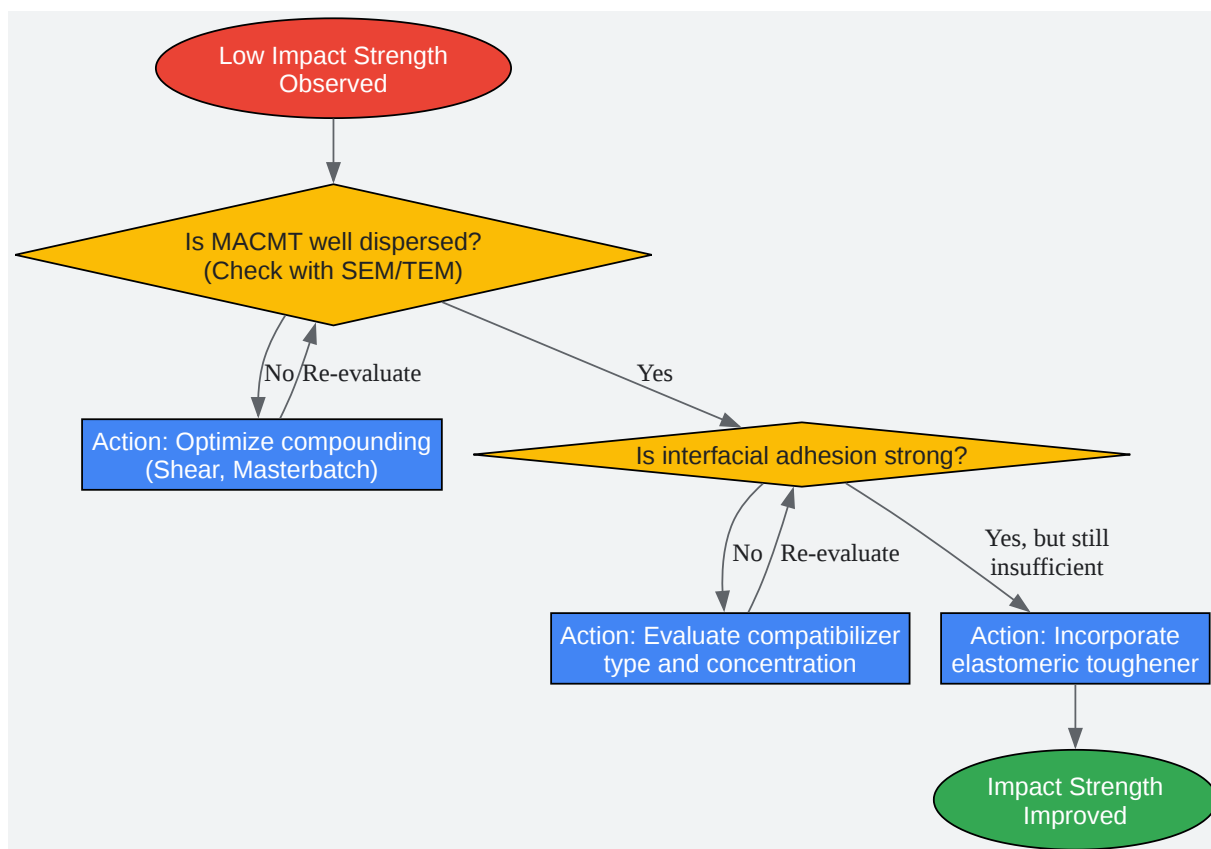 Low Impact Strength
Observed
Is MACMT well dispersed?
(Check with SEM/TEM)
No
Re-evaluate
Yes
Action: Optimize compounding
(Shear, Masterbatch)
Is interfacial adhesion strong?
No
Re-evaluate
Yes, but still
insufficient
Action: Evaluate compatibilizer
type and concentration
Action: Incorporate
elastomeric toughener
Impact Strength
Improved